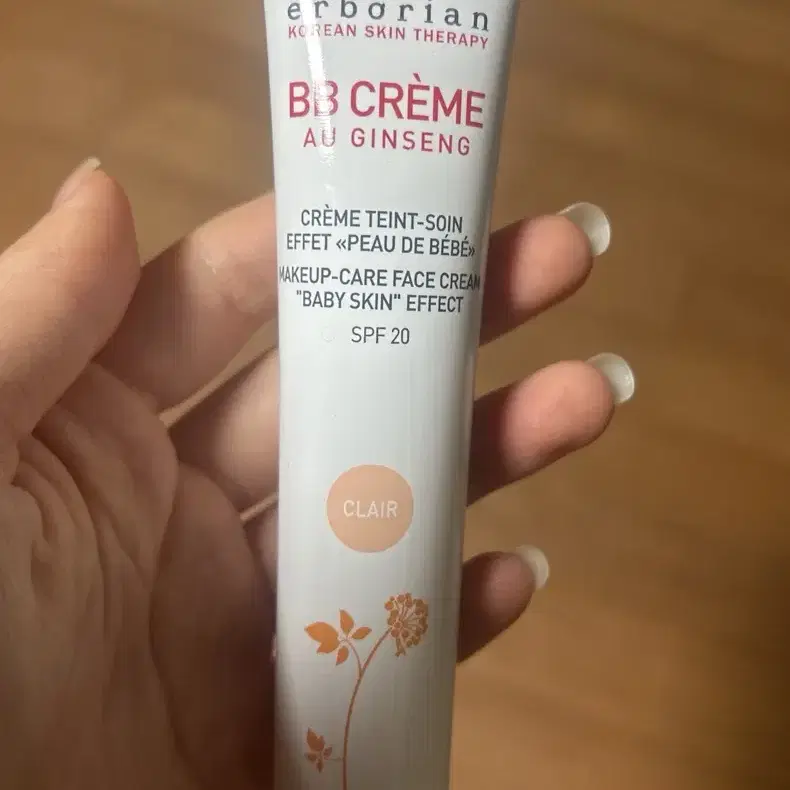 erborian
KOREAN SKIN THERAPY
BB CRÈME
AU GINSENG
CRÈME TEINT-SOIN
EFFET «PEAU DE BÉBÉ»
MAKEUP-CARE FACE CREAM
"BABY SKIN" EFFECT
SPF 20
CLAIR